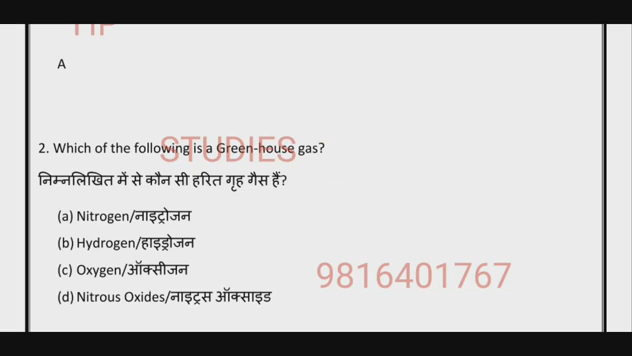 HP
A
STUDIES
2. Which of the following is a Green-house gas?
निम्नलिखित में से कौन सी हरित गृह गैस हैं?
(a) Nitrogen/नाइट्रोजन
(b) Hydrogen/हाइड्रोजन
(c) Oxygen/ऑक्सीजन
9816401767
(d) Nitrous Oxides/नाइट्रस ऑक्साइड